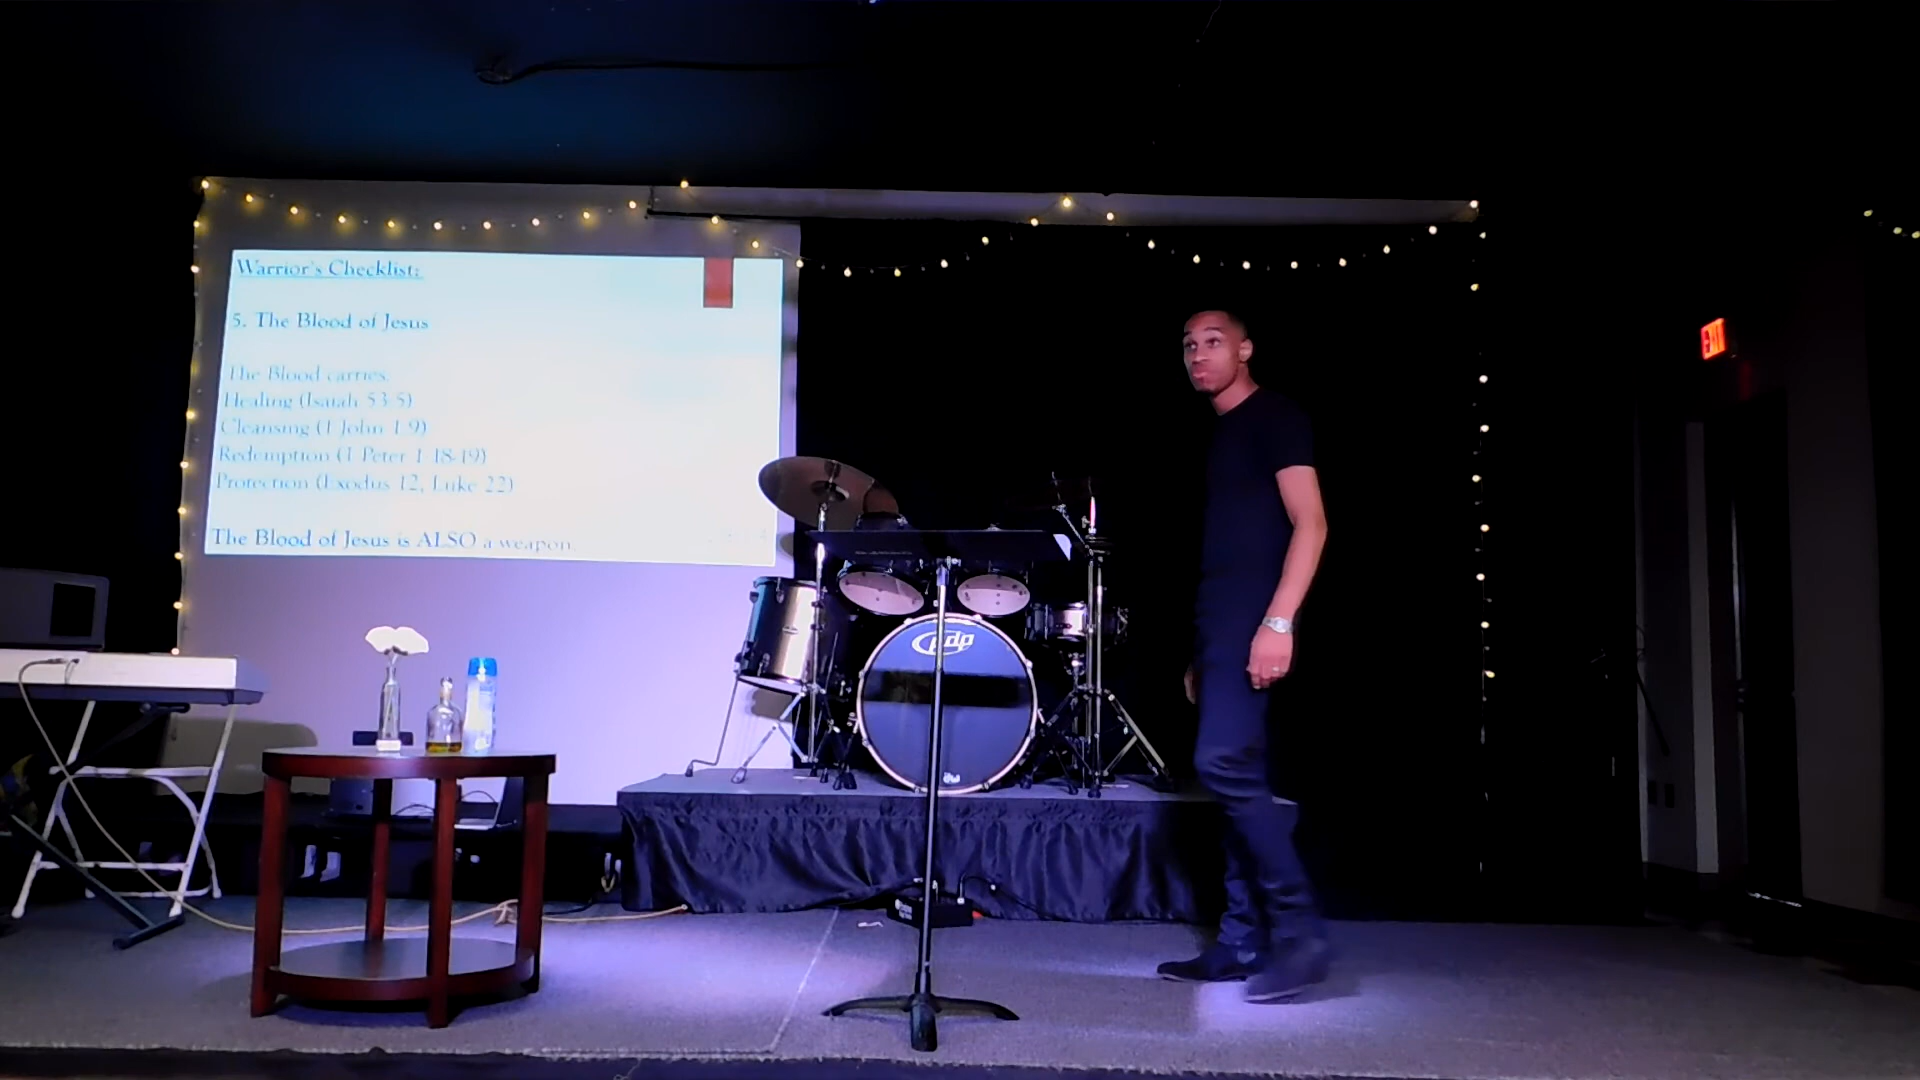 Warrior's Checklist:
5. The Blood of Jesus
The Blood carries:
Healing (Isaiah 53:5)
Cleansing (1 John 1:9)
Redemption (1 Peter 1:18-19)
Protection (Exodus 12, Luke 22)
The Blood of Jesus is ALSO a weapon
pdp
EXIT